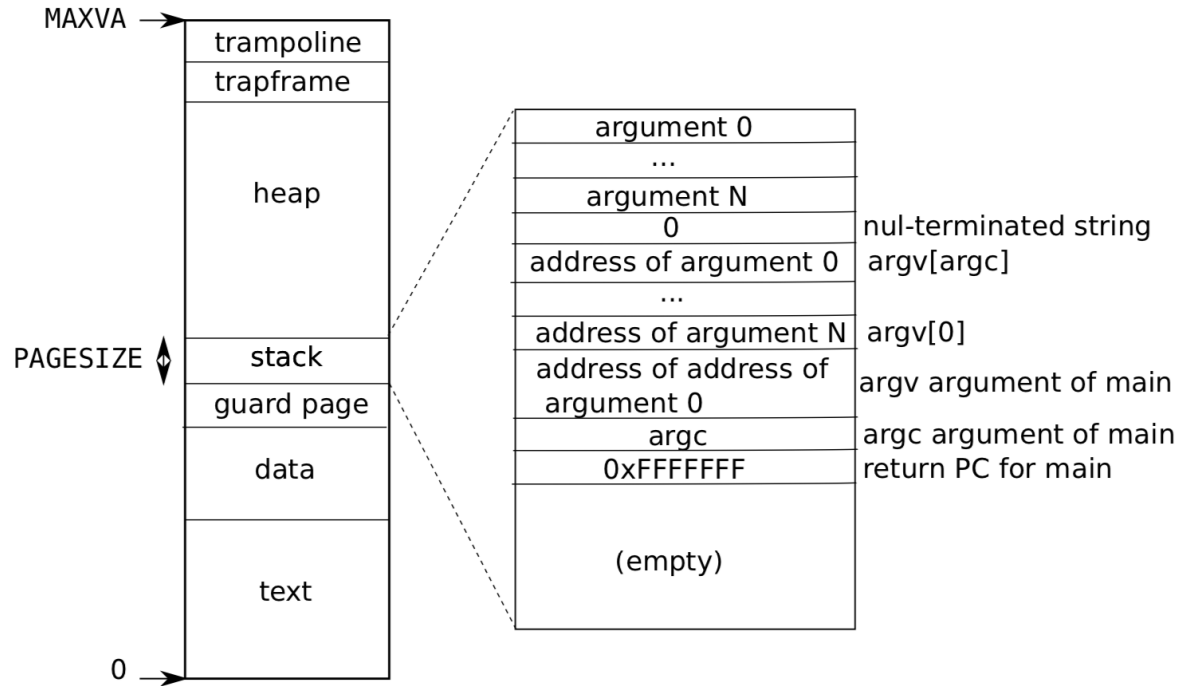 MAXVA
trampoline
trapframe
heap
PAGESIZE
stack
guard page
data
text
0
argument 0
...
argument N
0
nul-terminated string
address of argument 0
argv[argc]
...
address of argument N
argv[0]
address of address of
argument 0
argv argument of main
argc
argc argument of main
0xFFFFFFF
return PC for main
(empty)